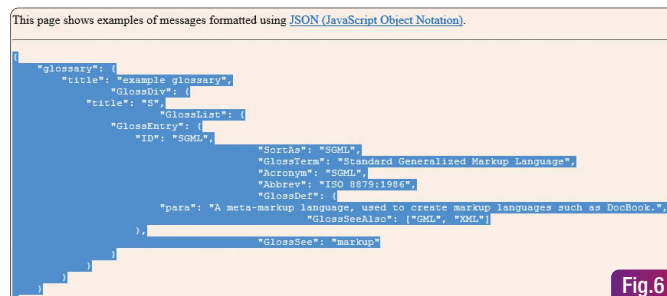 This page shows examples of messages formatted using JSON (JavaScript Object Notation).
{
"glossary": {
"title": "example glossary",
"GlossDiv": {
"title": "S",
"GlossList": {
"GlossEntry": {
"ID": "SGML",
"SortAs": "SGML",
"GlossTerm": "Standard Generalized Markup Language",
"Acronym": "SGML",
"Abbrev": "ISO 8879:1986",
"GlossDef": {
"para": "A meta-markup language, used to create markup languages such as DocBook.",
"GlossSeeAlso": ["GML", "XML"]
},
"GlossSee": "markup"
}
}
}
}
Fig.6